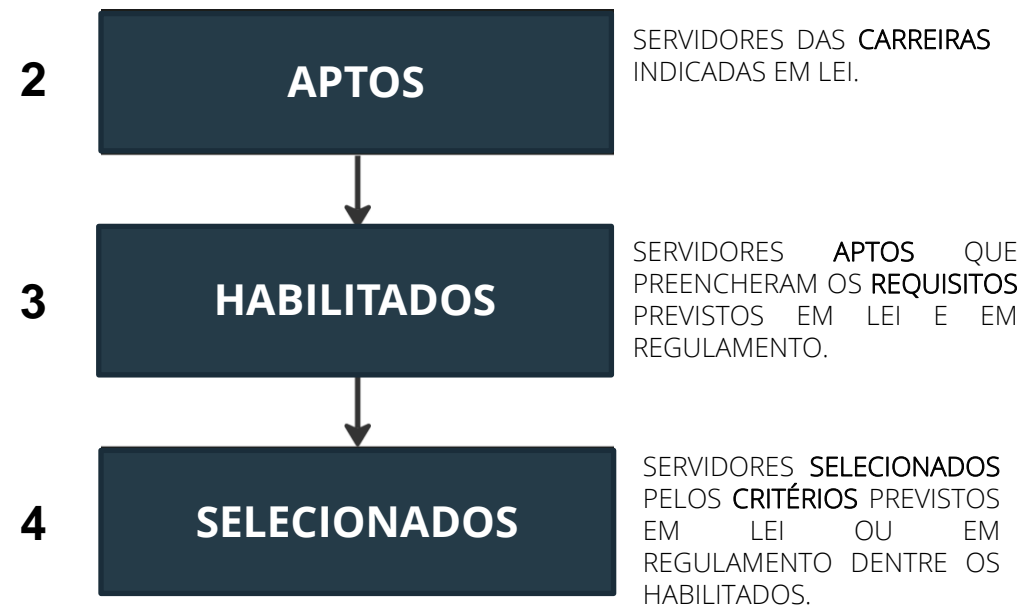 2
APTOS
SERVIDORES DAS CARREIRAS
INDICADAS EM LEI.
3
HABILITADOS
SERVIDORES APTOS QUE
PREENCHERAM OS REQUISITOS
PREVISTOS EM LEI E EM
REGULAMENTO.
4
SELECIONADOS
SERVIDORES SELECIONADOS
PELOS CRITÉRIOS PREVISTOS
EM LEI OU EM
REGULAMENTO DENTRE OS
HABILITADOS.